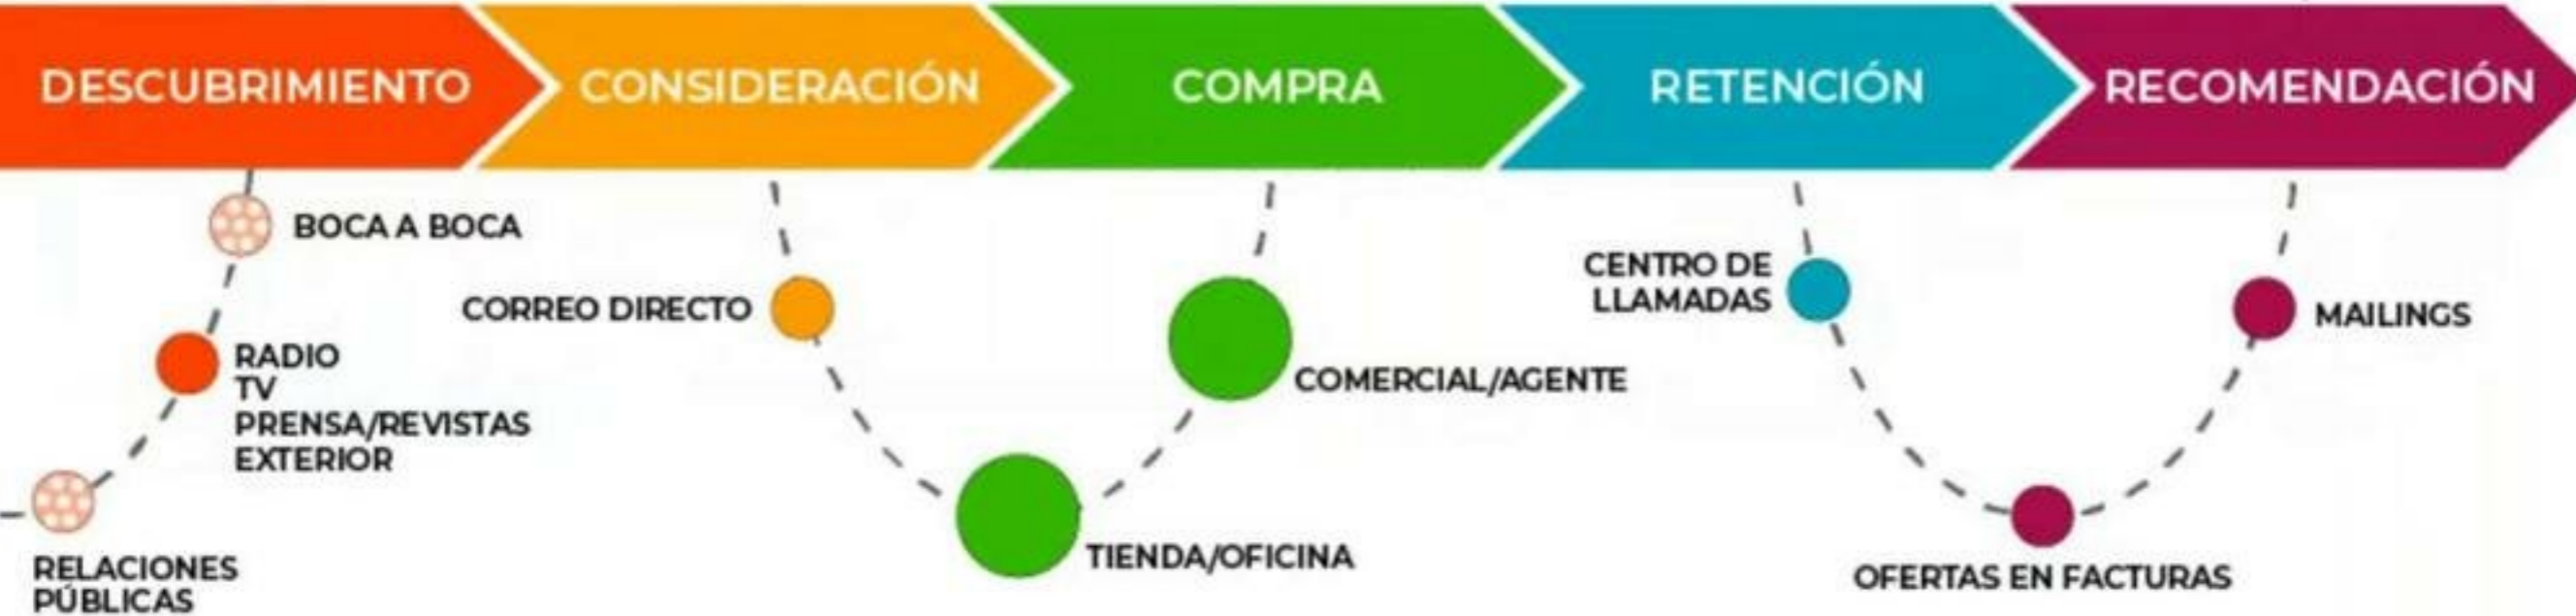 DESCUBRIMIENTO
CONSIDERACIÓN
COMPRA
RETENCIÓN
RECOMENDACIÓN
BOCA A BOCA
RADIO
TV
PRENSA/REVISTAS
EXTERIOR
RELACIONES
PÚBLICAS
CORREO DIRECTO
TIENDA/OFICINA
COMERCIAL/AGENTE
CENTRO DE
LLAMADAS
OFERTAS EN FACTURAS
MAILINGS